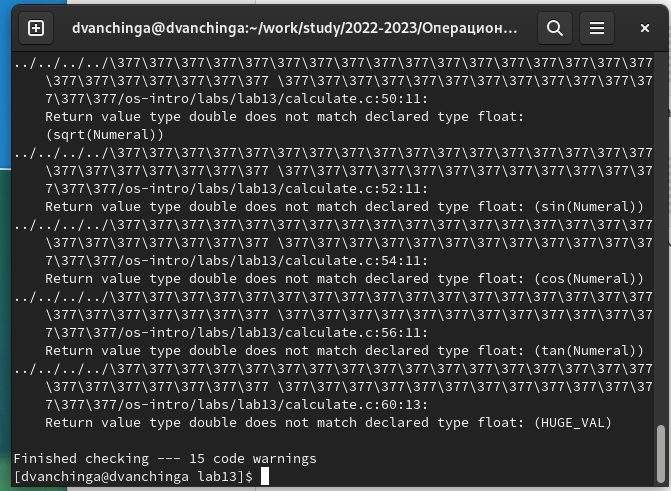 dvanchinga@dvanchinga:~/work/study/2022-2023/Операцион...
../../../../\377\377\377\377\377\377\377\377\377\377\377\377\377\377\377\377\377
\377\377\377\377\377\377\377 \377\377\377\377\377\377\377\377\377\377\377\37
7\377\377/os-intro/labs/lab13/calculate.c:50:11:
Return value type double does not match declared type float:
(sqrt(Numeral))
../../../../\377\377\377\377\377\377\377\377\377\377\377\377\377\377\377\377\377
\377\377\377\377\377\377\377 \377\377\377\377\377\377\377\377\377\377\377\37
7\377\377/os-intro/labs/lab13/calculate.c:52:11:
Return value type double does not match declared type float: (sin(Numeral))
../../../../\377\377\377\377\377\377\377\377\377\377\377\377\377\377\377\377\377
\377\377\377\377\377\377\377 \377\377\377\377\377\377\377\377\377\377\377\37
7\377\377/os-intro/labs/lab13/calculate.c:54:11:
Return value type double does not match declared type float: (cos(Numeral))
../../../../\377\377\377\377\377\377\377\377\377\377\377\377\377\377\377\377\377
\377\377\377\377\377\377\377 \377\377\377\377\377\377\377\377\377\377\377\37
7\377\377/os-intro/labs/lab13/calculate.c:56:11:
Return value type double does not match declared type float: (tan(Numeral))
../../../../\377\377\377\377\377\377\377\377\377\377\377\377\377\377\377\377\377
\377\377\377\377\377\377\377 \377\377\377\377\377\377\377\377\377\377\377\37
7\377\377/os-intro/labs/lab13/calculate.c:60:13:
Return value type double does not match declared type float: (HUGE_VAL)
Finished checking --- 15 code warnings
[dvanchinga@dvanchinga lab13]$